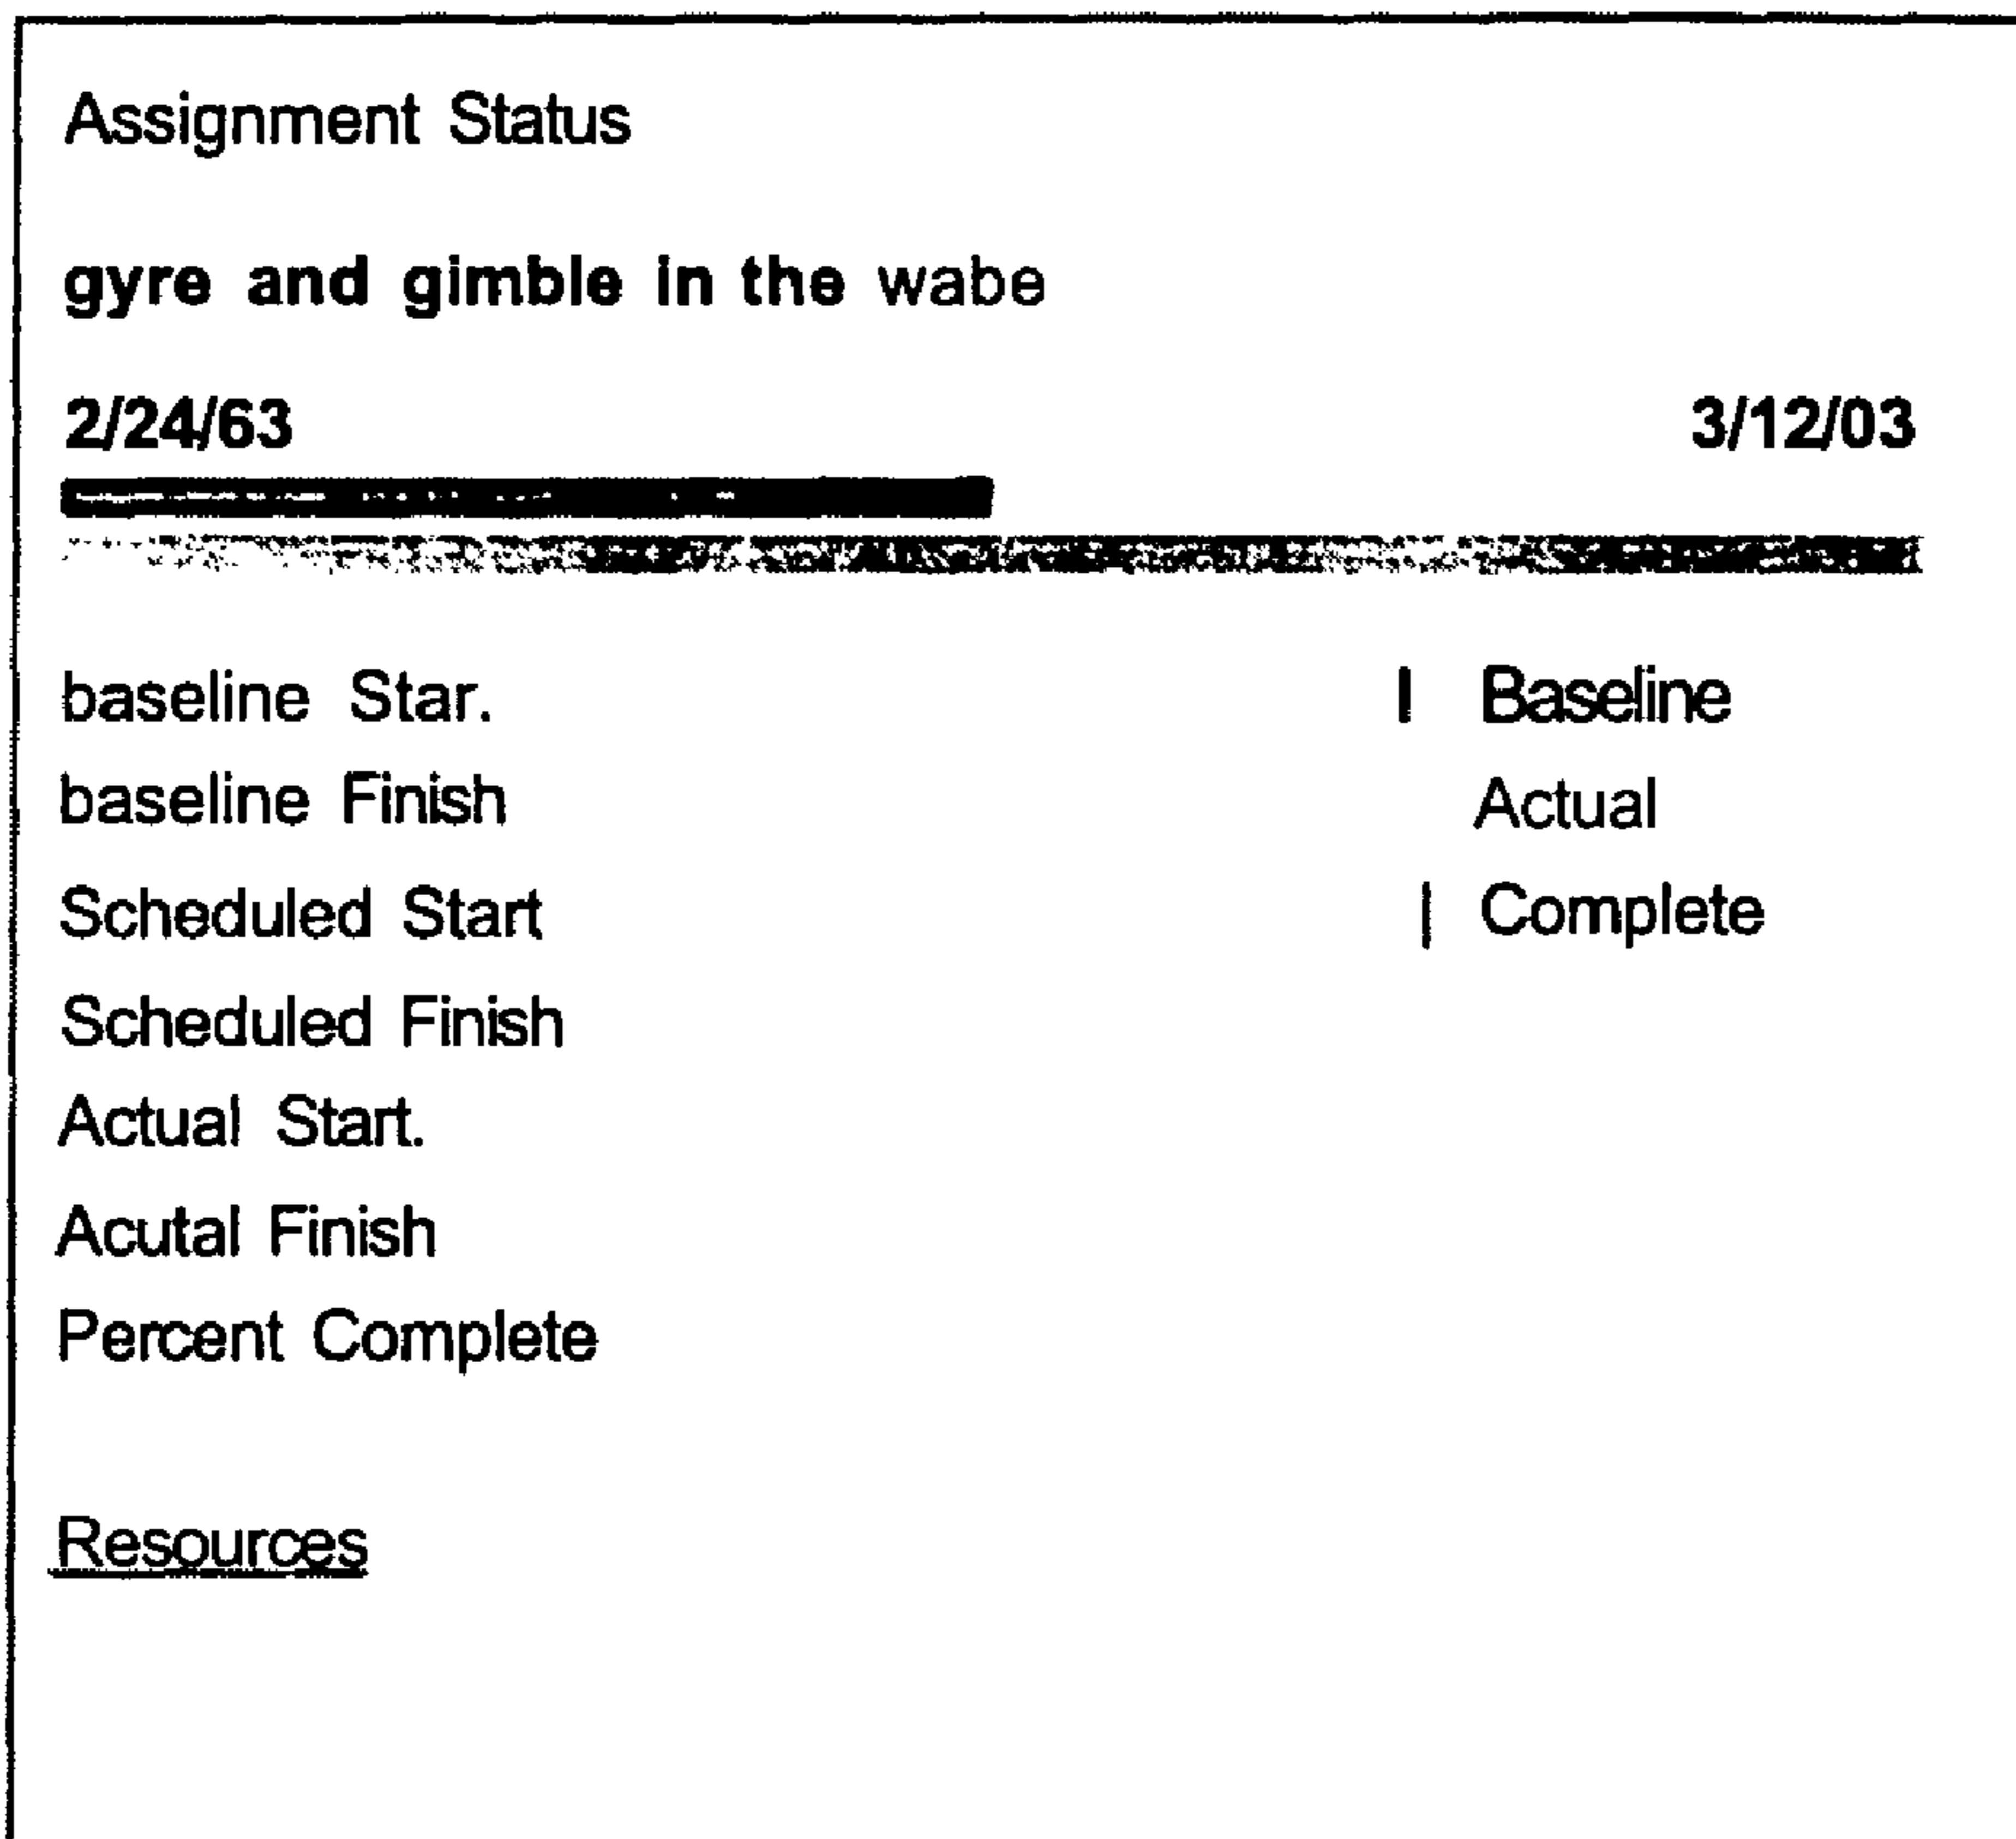 Assignment Status
gyre and gimble in the wabe
2/24/63 3/12/03
baseline Star. | Baseline
baseline Finish Actual
Scheduled Start | Complete
Scheduled Finish
Actual Start.
Acutal Finish
Percent Complete
Resources